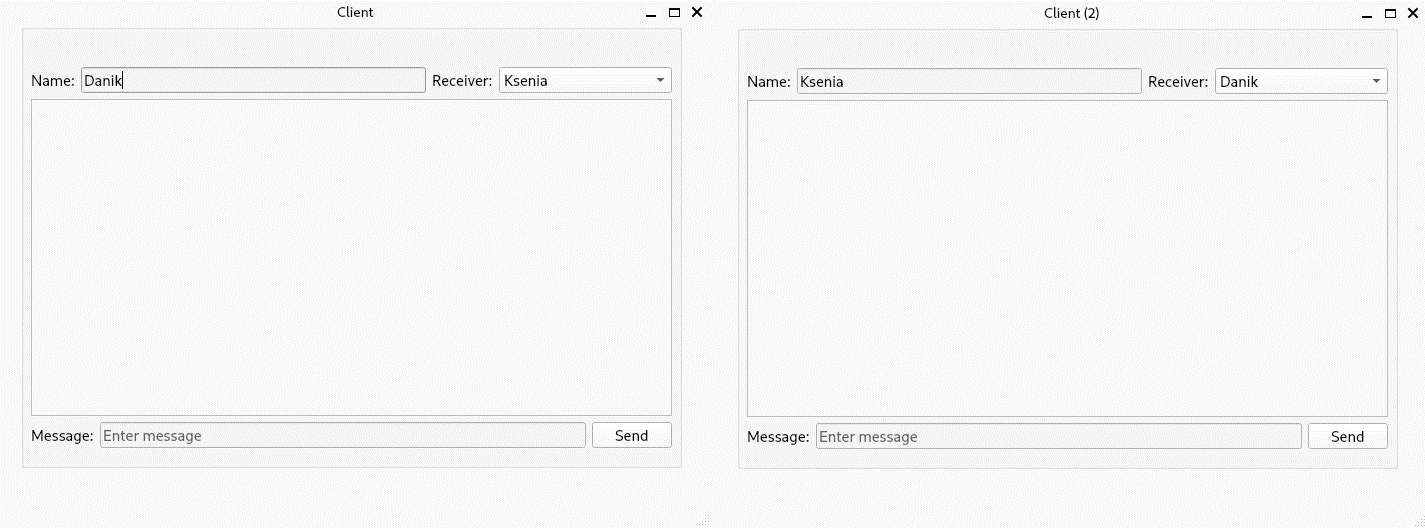 Client
Name: Danik Receiver: Ksenia
Message: Enter message Send
Client (2)
Name: Ksenia Receiver: Danik
Message: Enter message Send